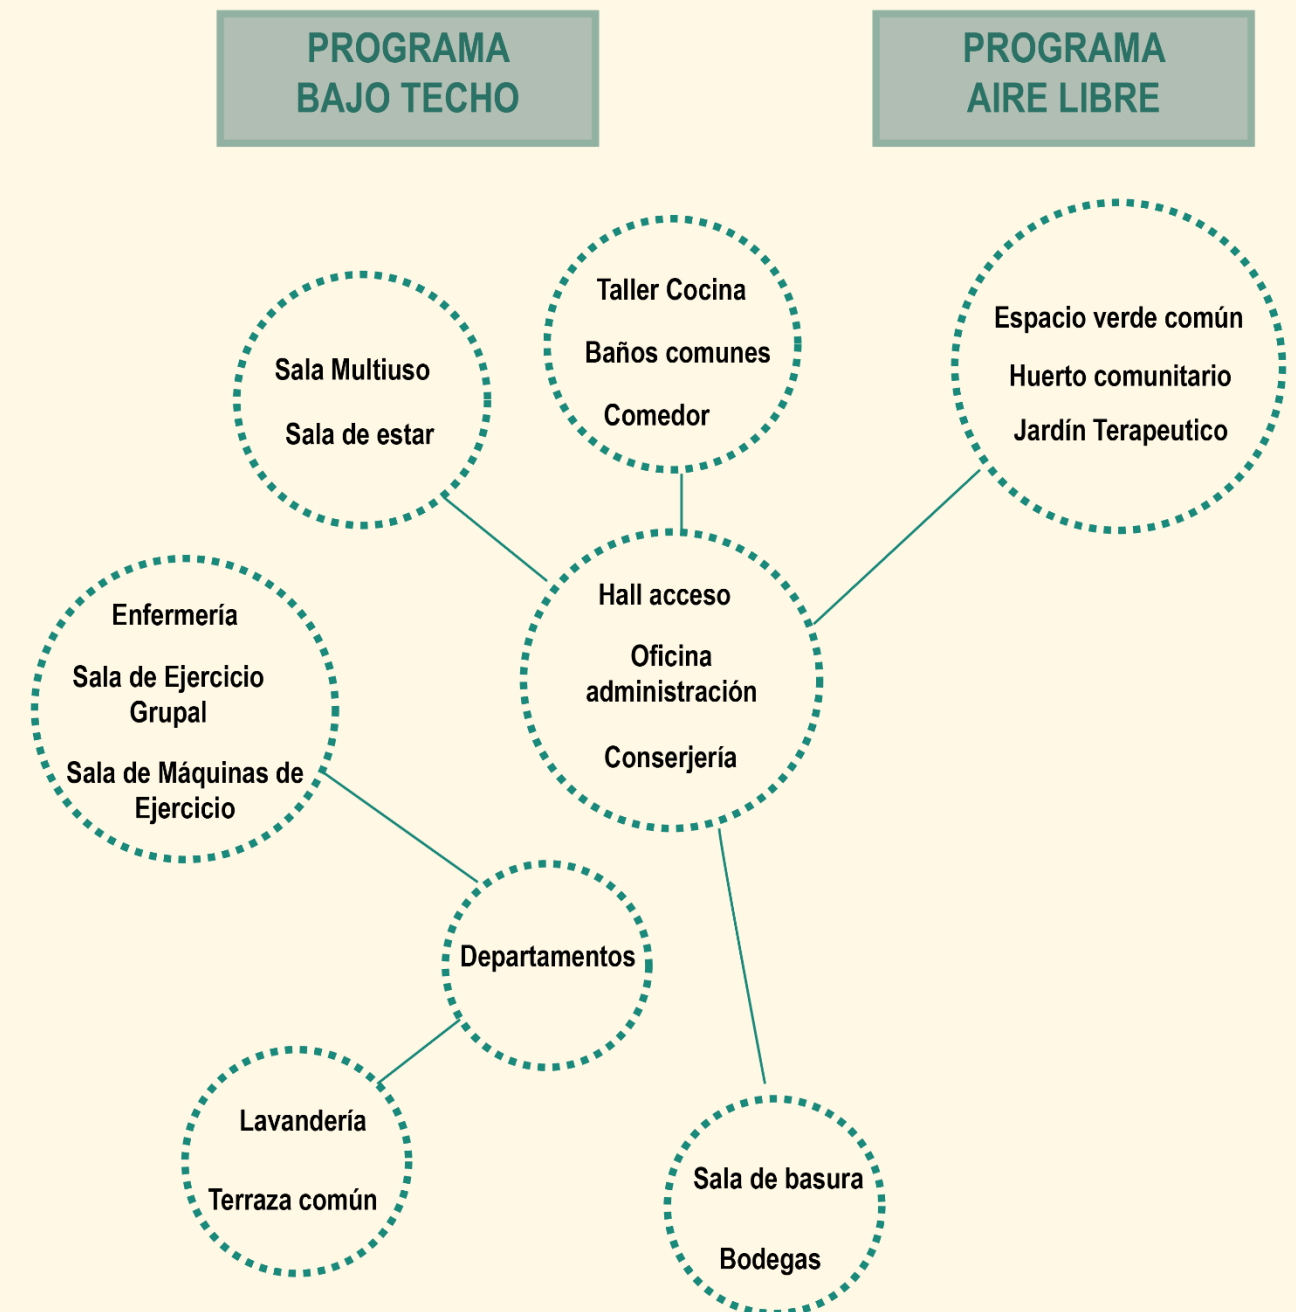 PROGRAMA
BAJO TECHO
PROGRAMA
AIRE LIBRE
Taller Cocina
Baños comunes
Comedor
Sala Multiuso
Sala de estar
Espacio verde común
Huerto comunitario
Jardín Terapeutico
Hall acceso
Oficina
administración
Conserjería
Enfermería
Sala de Ejercicio
Grupal
Sala de Máquinas de
Ejercicio
Departamentos
Lavandería
Terraza común
Sala de basura
Bodegas